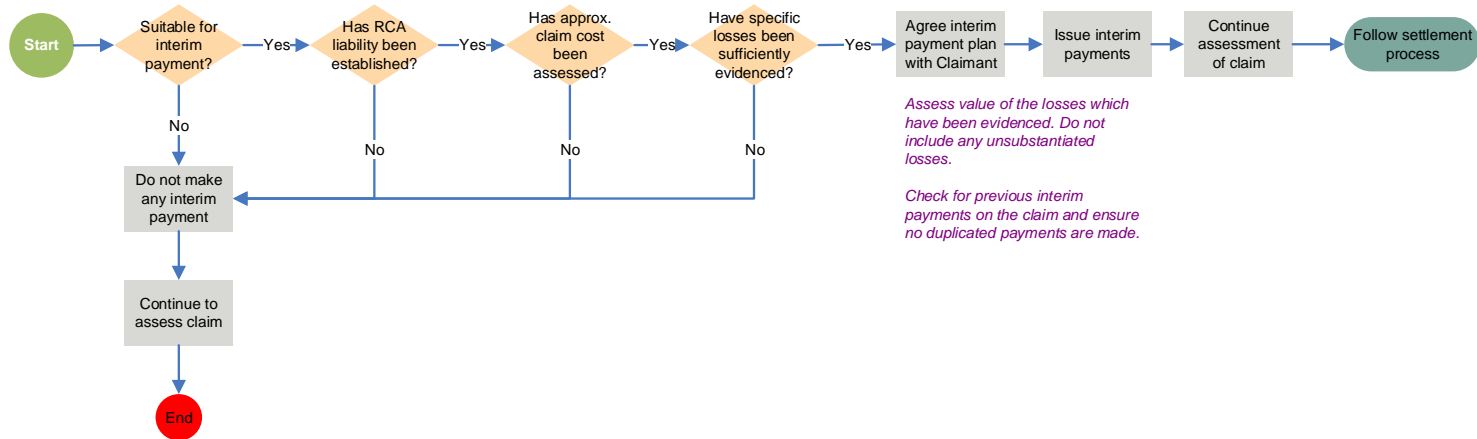 Start
Suitable for
interim
payment?
Yes
Has RCA
liability been
established?
Yes
Has approx.
claim cost
been
assessed?
Yes
Have specific
losses been
sufficiently
evidenced?
Yes
Agree interim
payment plan
with Claimant
Issue interim
payments
Continue
assessment
of claim
Follow settlement
process
No
No
No
No
Assess value of the losses which
have been evidenced. Do not
include any unsubstantiated
losses.
Check for previous interim
payments on the claim and ensure
no duplicated payments are made.
Do not make
any interim
payment
Continue to
assess claim
End